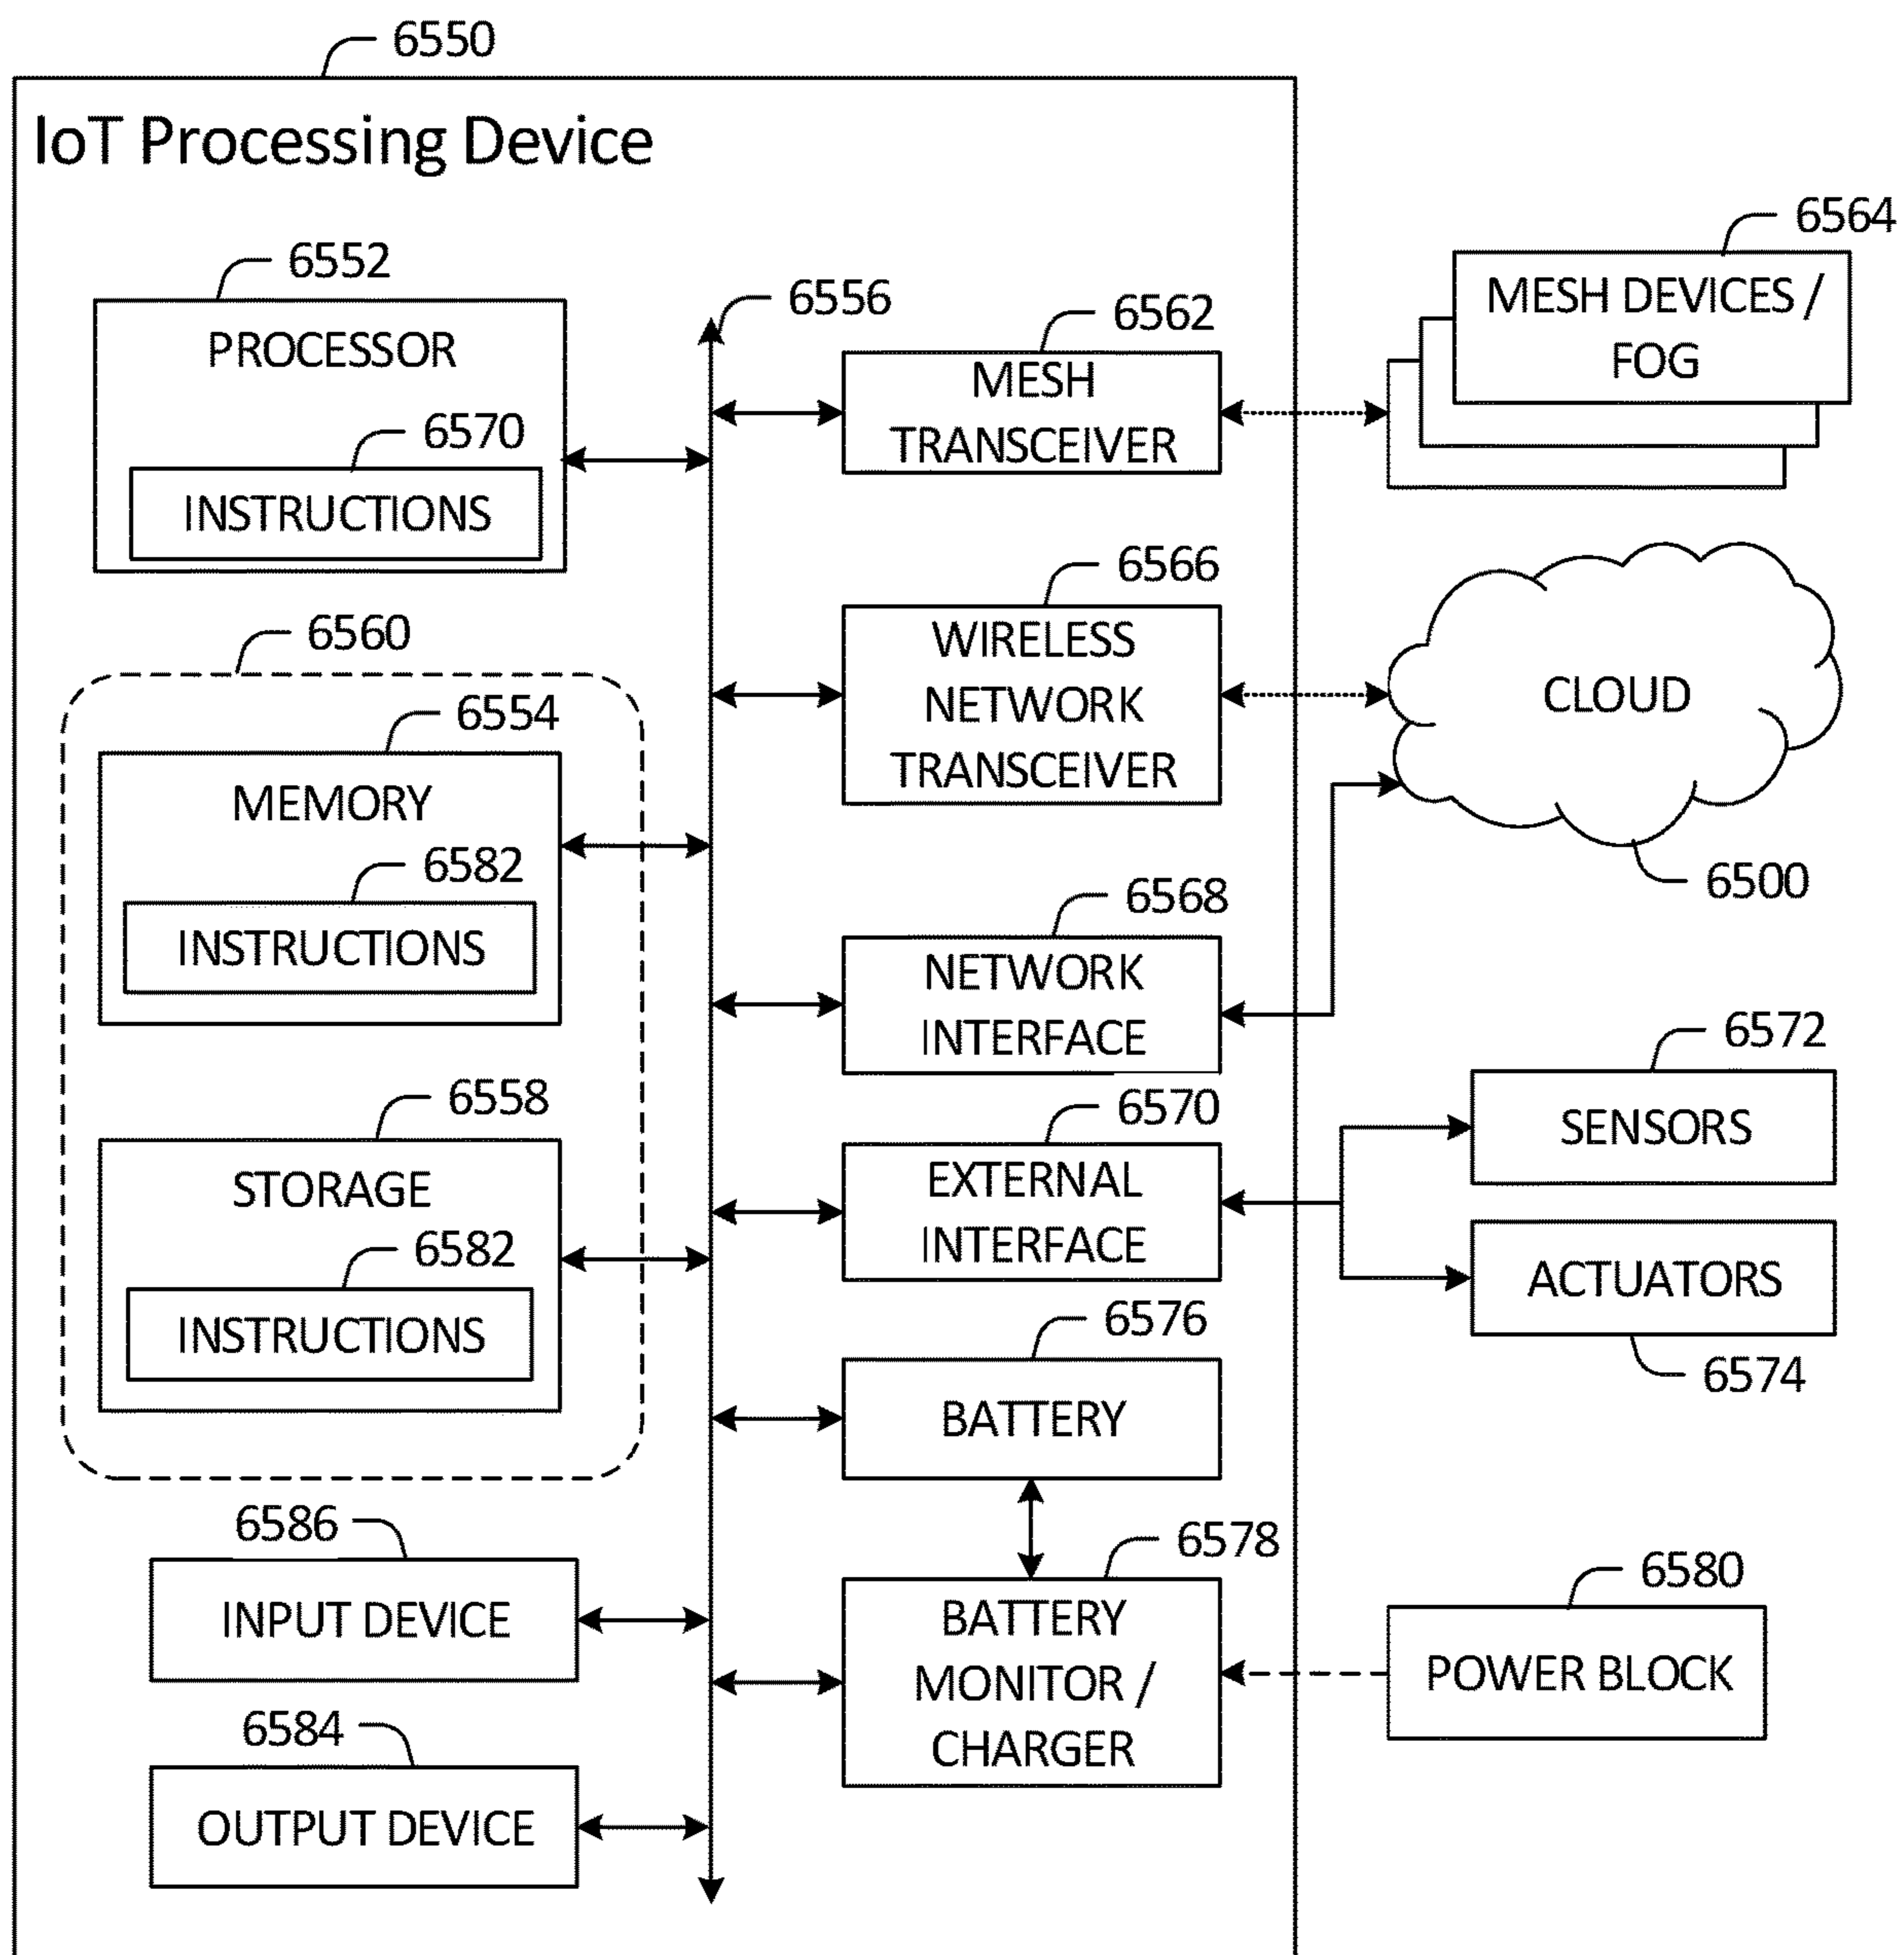 6550
IoT Processing Device
6552
PROCESSOR
6570
INSTRUCTIONS
6560
6554
MEMORY
6582
INSTRUCTIONS
6558
STORAGE
6582
INSTRUCTIONS
6586
INPUT DEVICE
6584
OUTPUT DEVICE
6556
6562
MESH
TRANSCEIVER
6566
WIRELESS
NETWORK
TRANSCEIVER
6568
NETWORK
INTERFACE
6570
EXTERNAL
INTERFACE
6576
BATTERY
6578
BATTERY
MONITOR /
CHARGER
6564
MESH DEVICES /
FOG
CLOUD
6500
6572
SENSORS
ACTUATORS
6574
6580
POWER BLOCK